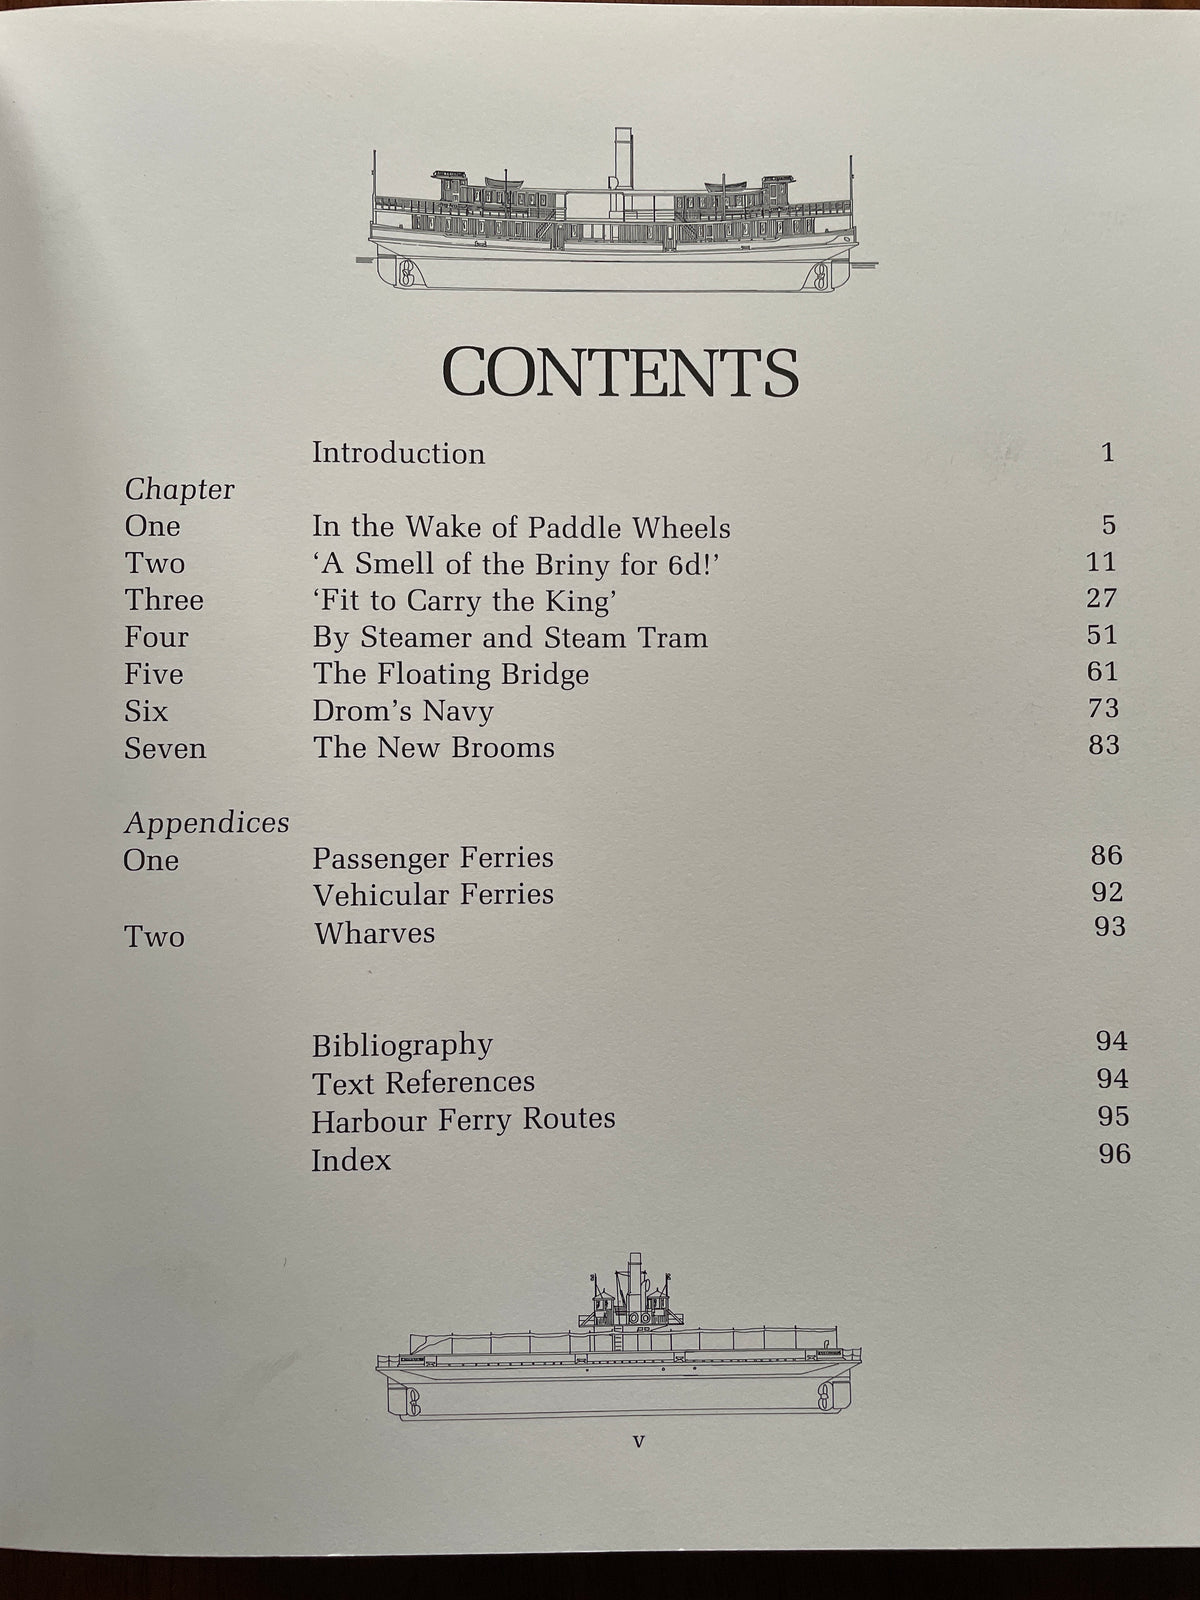 CONTENTS
Introduction 1
Chapter
One In the Wake of Paddle Wheels 5
Two ‘A Smell of the Briny for 6d!’ 11
Three ‘Fit to Carry the King’ 27
Four By Steamer and Steam Tram 51
Five The Floating Bridge 61
Six Drom’s Navy 73
Seven The New Brooms 83
Appendices
One Passenger Ferries 86
Vehicular Ferries 92
Two Wharves 93
Bibliography 94
Text References 94
Harbour Ferry Routes 95
Index 96
v